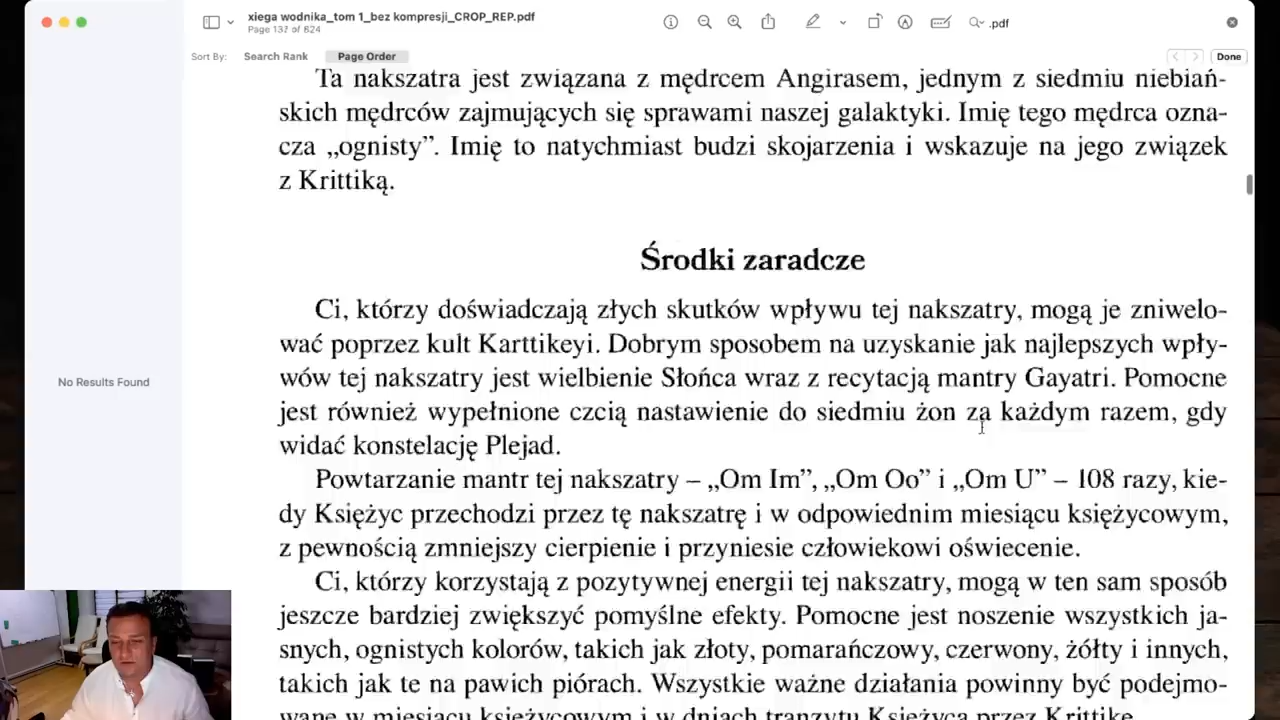 xiega wodnika_tom 1_bez kompresji_CROP_REP.pdf
Page 137 of 824
.pdf
Sort By:
Search Rank
Page Order
Done
Ta nakszatra jest związana z mędrcem Angirasem, jednym z siedmiu niebiań-
skich mędrców zajmujących się sprawami naszej galaktyki. Imię tego mędrca ozna-
cza „ognisty”. Imię to natychmiast budzi skojarzenia i wskazuje na jego związek
z Krittiką.
Środki zaradcze
Ci, którzy doświadczają złych skutków wpływu tej nakszatry, mogą je zniwelo-
wać poprzez kult Karttikeyi. Dobrym sposobem na uzyskanie jak najlepszych wpły-
wów tej nakszatry jest wielbienie Słońca wraz z recytacją mantry Gayatri. Pomocne
jest również wypełnione czcią nastawienie do siedmiu żon za każdym razem, gdy
widać konstelację Plejad.
Powtarzanie mantr tej nakszatry – „Om Im”, „Om Oo” i „Om U” – 108 razy, kie-
dy Księżyc przechodzi przez tę nakszatrę i w odpowiednim miesiącu księżycowym,
z pewnością zmniejszy cierpienie i przyniesie człowiekowi oświecenie.
Ci, którzy korzystają z pozytywnej energii tej nakszatry, mogą w ten sam sposób
jeszcze bardziej zwiększyć pomyślne efekty. Pomocne jest noszenie wszystkich ja-
snych, ognistych kolorów, takich jak złoty, pomarańczowy, czerwony, żółty i innych,
takich jak te na pawich piórach. Wszystkie ważne działania powinny być podejmo-
wane w miesiącu księżycowym i w dniach tranzytu Księżyca przez Krittikę.
No Results Found